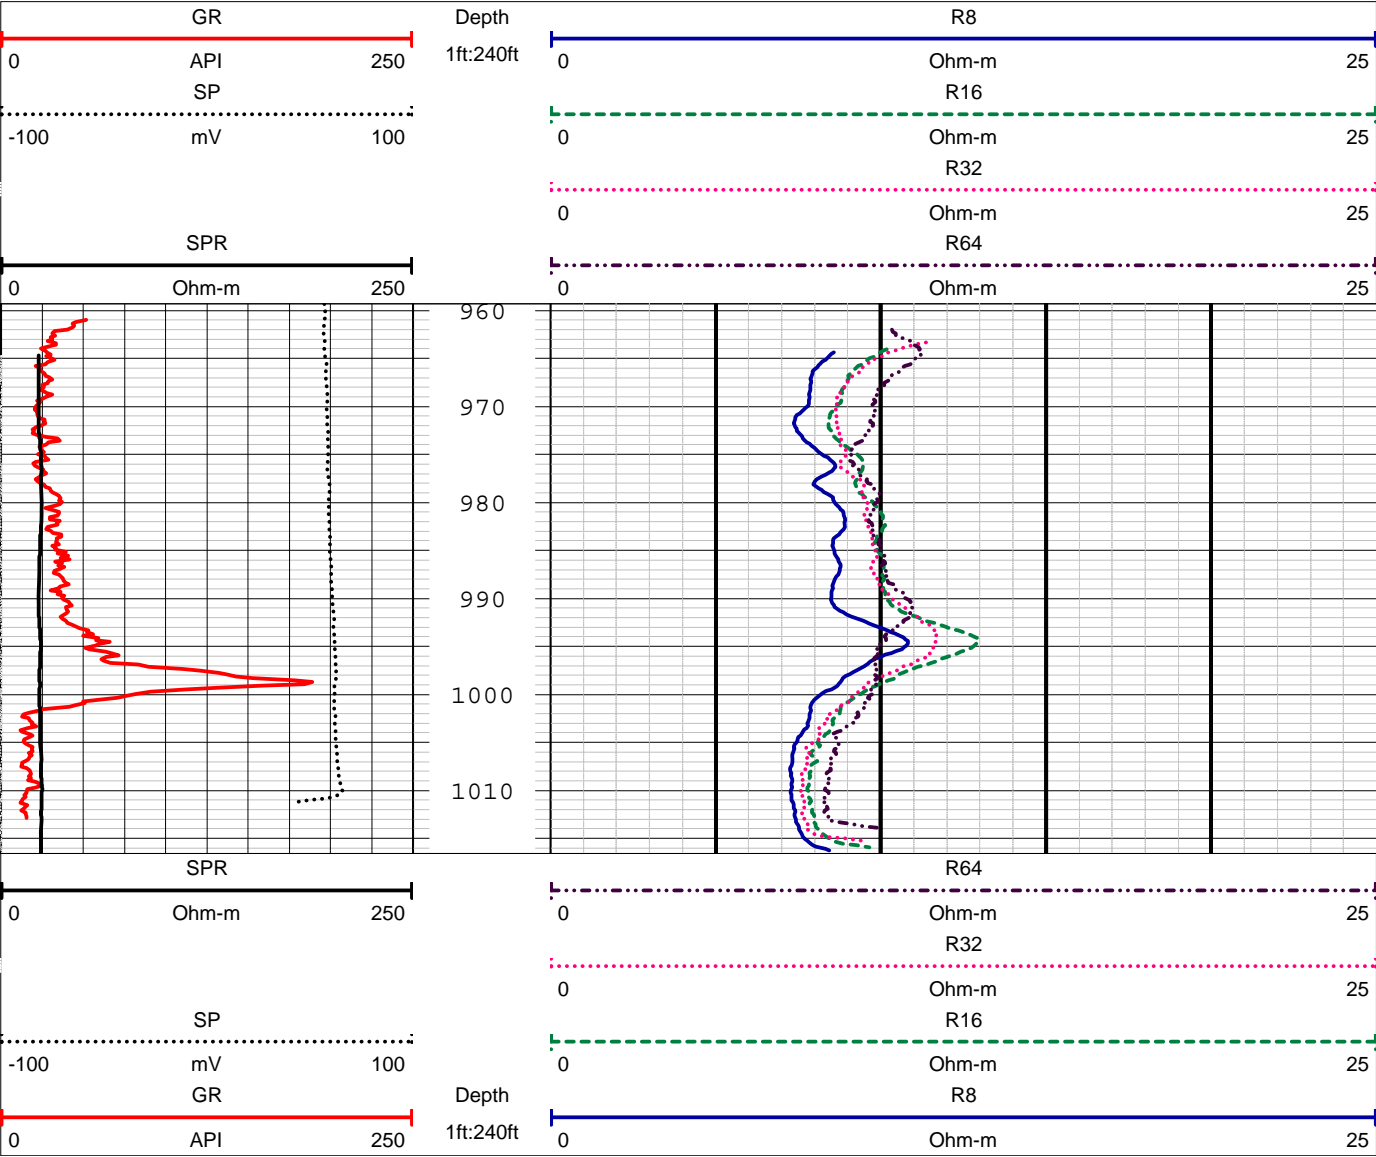 GR Depth R8
0 API 250 1ft:240ft 0 Ohm-m 25
SP R16
-100 mV 100 0 Ohm-m 25
R32
0 Ohm-m 25
SPR R64
0 Ohm-m 250 0 Ohm-m 25
960
970
980
990
1000
1010
SPR R64
0 Ohm-m 250 0 Ohm-m 25
R32
0 Ohm-m 25
SP R16
-100 mV 100 0 Ohm-m 25
GR Depth R8
0 API 250 1ft:240ft 0 Ohm-m 25